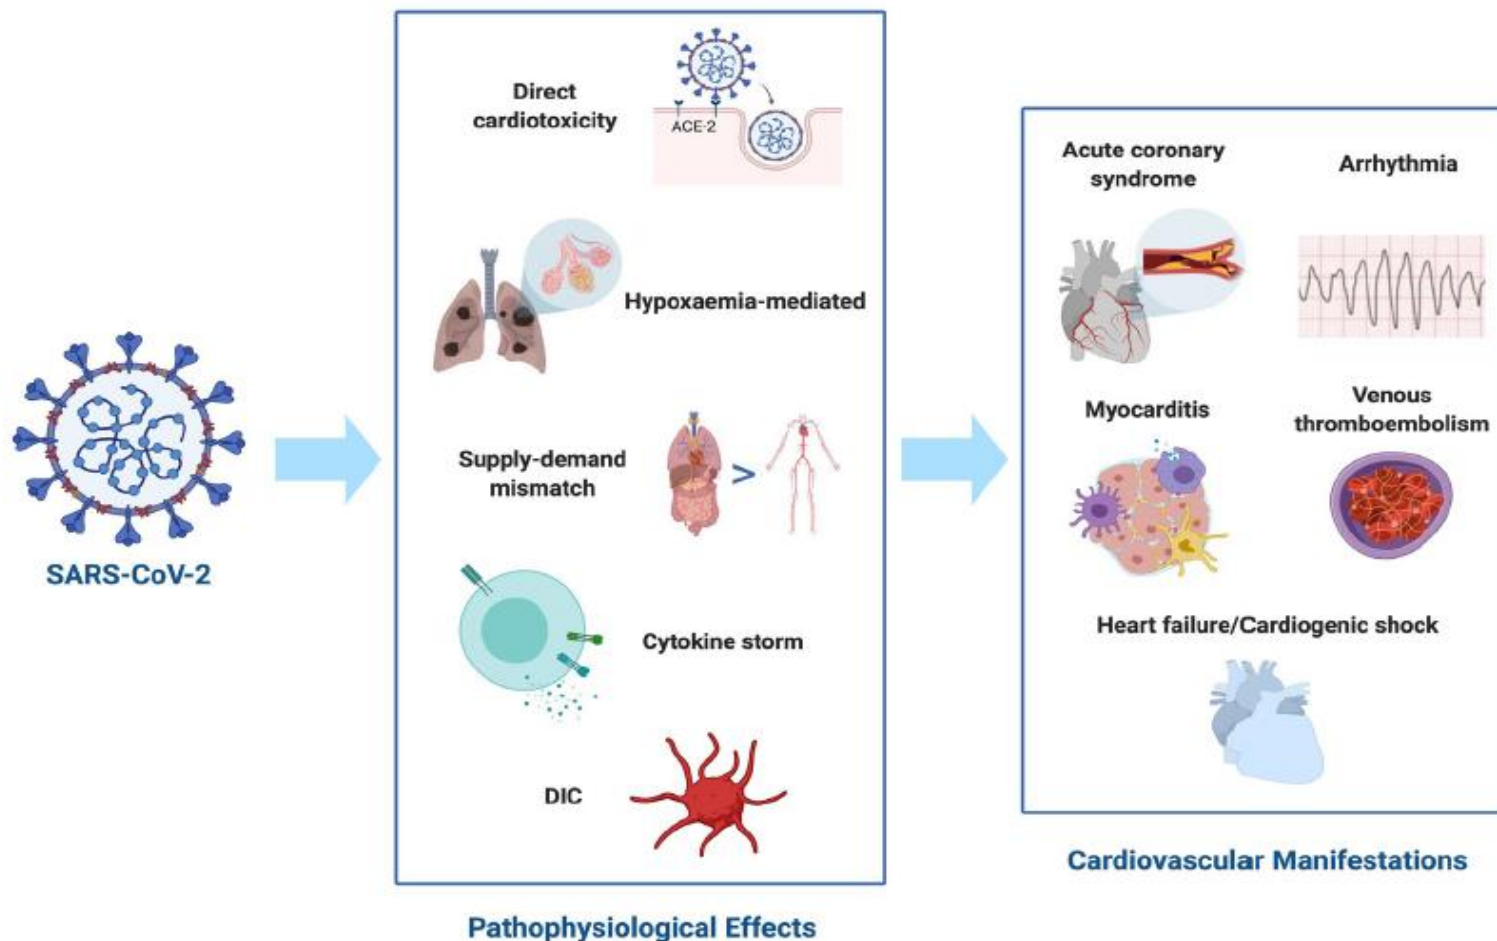 SARS-CoV-2
Direct
cardiotoxicity
ACE-2
Hypoxaemia-mediated
Supply-demand
mismatch
>
Cytokine storm
DIC
Pathophysiological Effects
Acute coronary
syndrome
Arrhythmia
Myocarditis
Venous
thromboembolism
Heart failure/Cardiogenic shock
Cardiovascular Manifestations